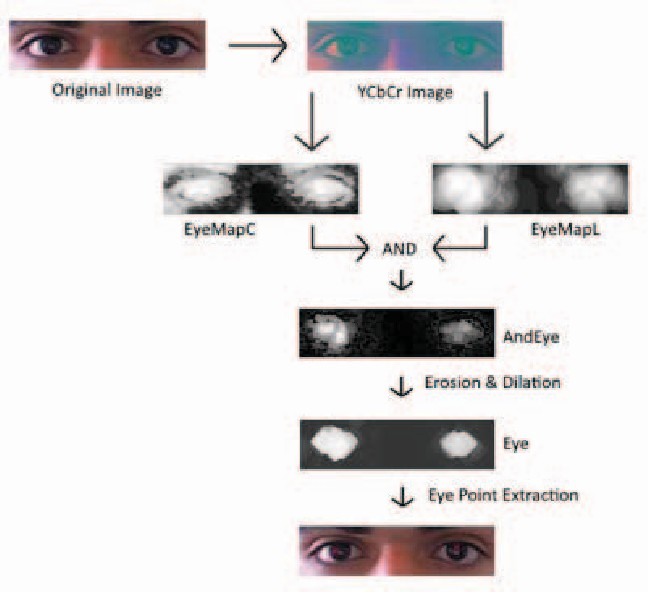 Original Image
YCbCr Image
EyeMapC
EyeMapL
AND
AndEye
Erosion & Dilation
Eye
Eye Point Extraction